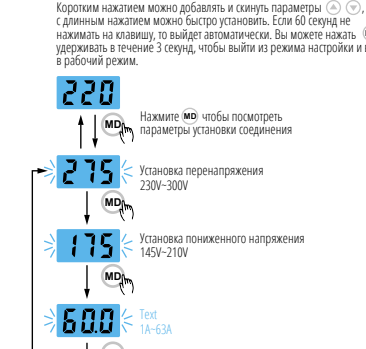 Коротким нажатием можно добавлять и скинуть параметры
с длинным нажатием можно быстро установить. Если 60 секунд не
нажимать на клавишу, то выйдет автоматически. Вы можете нажать
удерживать в течение 3 секунд, чтобы выйти из режима настройки и
в рабочий режим.
220
MD
Нажмите MD чтобы посмотреть
параметры установки соединения
275
Установка перенапряжения
230V~300V
MD
175
Установка пониженного напряжения
145V~210V
MD
60.0
Text
1A~63A